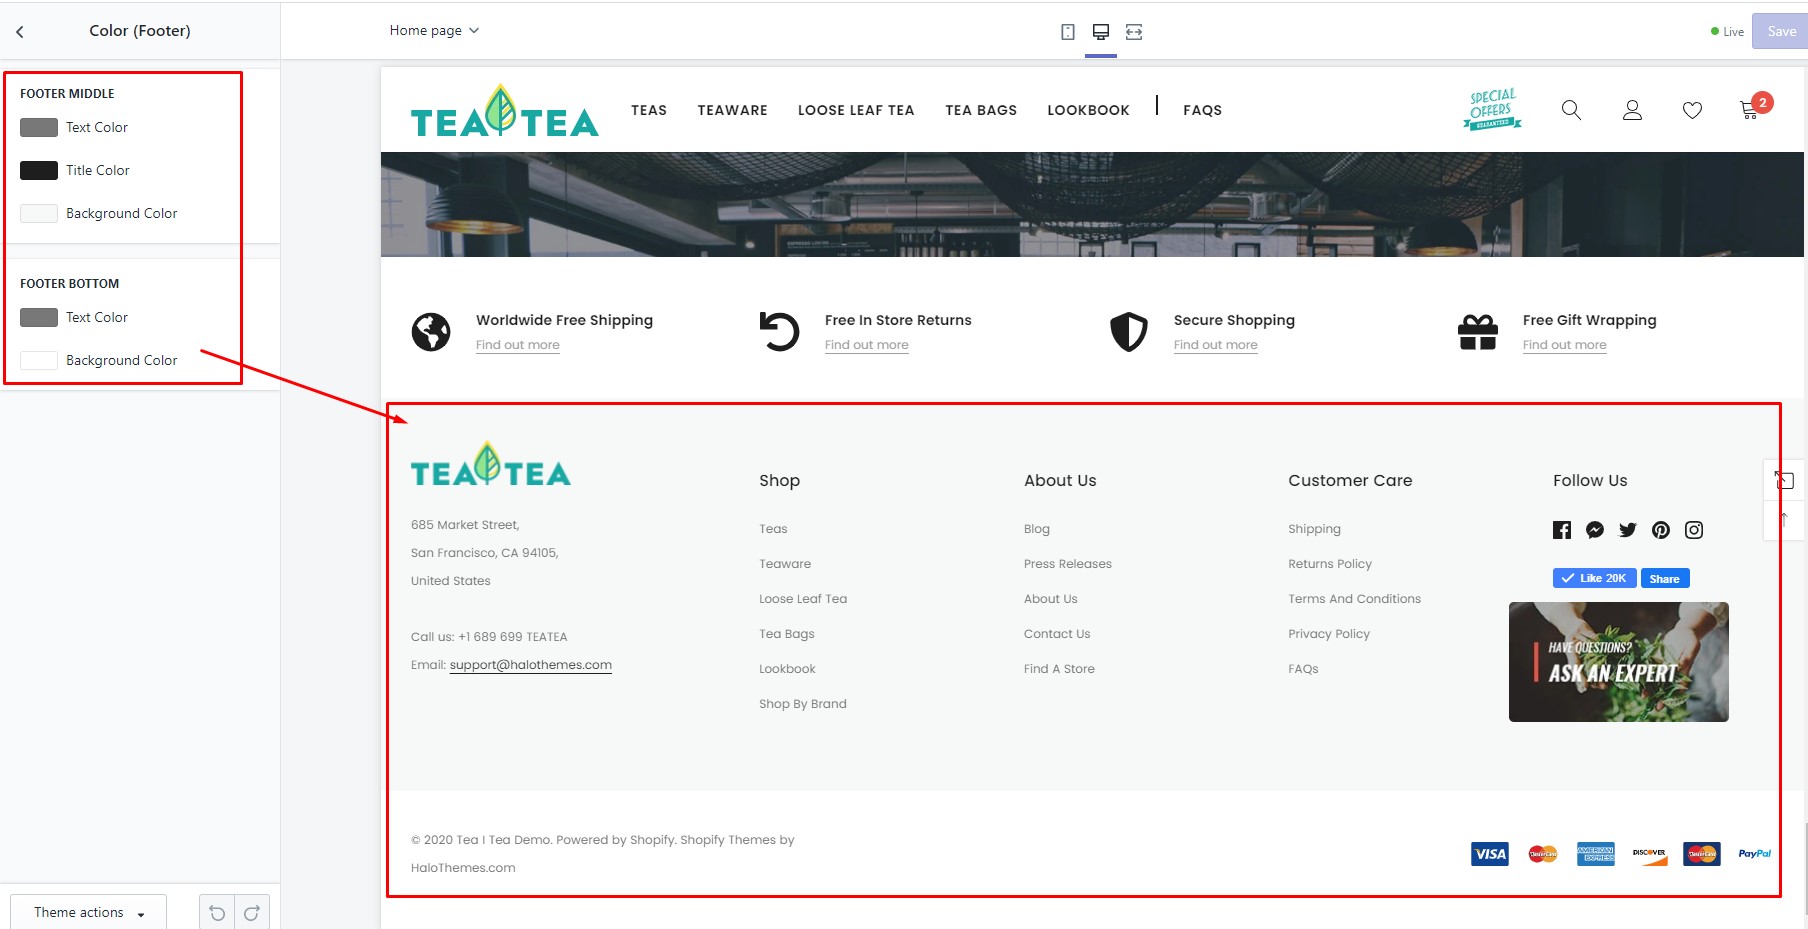 Color (Footer)
Home page
Live
Save
FOOTER MIDDLE
Text Color
Title Color
Background Color
FOOTER BOTTOM
Text Color
Background Color
Theme actions
TEA TEA
TEAS
TEAWARE
LOOSE LEAF TEA
TEA BAGS
LOOKBOOK
FAQS
SPECIAL
OFFERS
GUARANTEED
2
Worldwide Free Shipping
Find out more
Free In Store Returns
Find out more
Secure Shopping
Find out more
Free Gift Wrapping
Find out more
TEA TEA
685 Market Street,
San Francisco, CA 94105,
United States
Call us: +1 689 699 TEATEA
Email: support@halothemes.com
Shop
Teas
Teaware
Loose Leaf Tea
Tea Bags
Lookbook
Shop By Brand
About Us
Blog
Press Releases
About Us
Contact Us
Find A Store
Customer Care
Shipping
Returns Policy
Terms And Conditions
Privacy Policy
FAQs
Follow Us
Like 20K
Share
HAVE QUESTIONS?
ASK AN EXPERT
© 2020 Tea I Tea Demo. Powered by Shopify. Shopify Themes by
HaloThemes.com
VISA
MasterCard
AMERICAN
EXPRESS
DISCOVER
MasterCard
PayPal